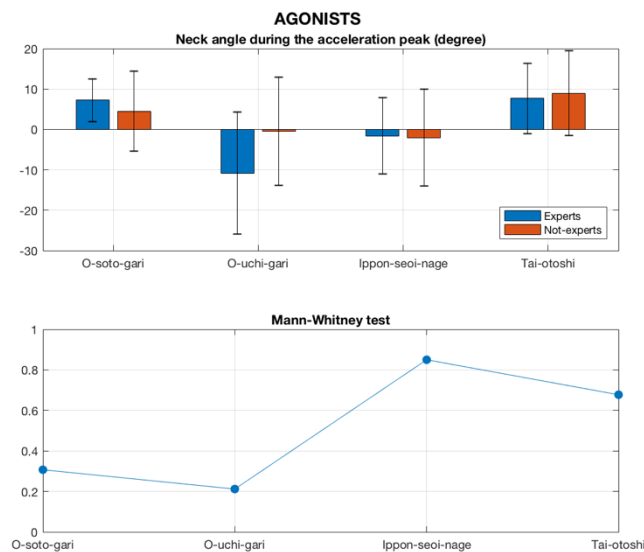 AGONISTS
Neck angle during the acceleration peak (degree)
20
10
0
-10
-20
-30
Experts
Not-experts
O-soto-gari O-uchi-gari Ippon-seoi-nage Tai-otoshi
Mann-Whitney test
1
0.8
0.6
0.4
0.2
0
O-soto-gari O-uchi-gari Ippon-seoi-nage Tai-otoshi